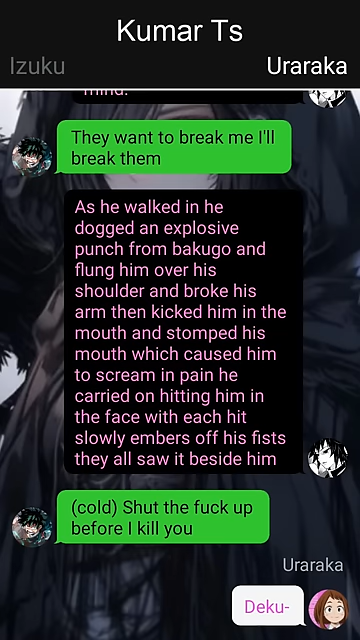 Kumar Ts
Izuku
Uraraka
mind.
They want to break me I'll
break them
As he walked in he
dogged an explosive
punch from bakugo and
flung him over his
shoulder and broke his
arm then kicked him in the
mouth and stomped his
mouth which caused him
to scream in pain he
carried on hitting him in
the face with each hit
slowly embers off his fists
they all saw it beside him
(cold) Shut the fuck up
before I kill you
Uraraka
Deku-